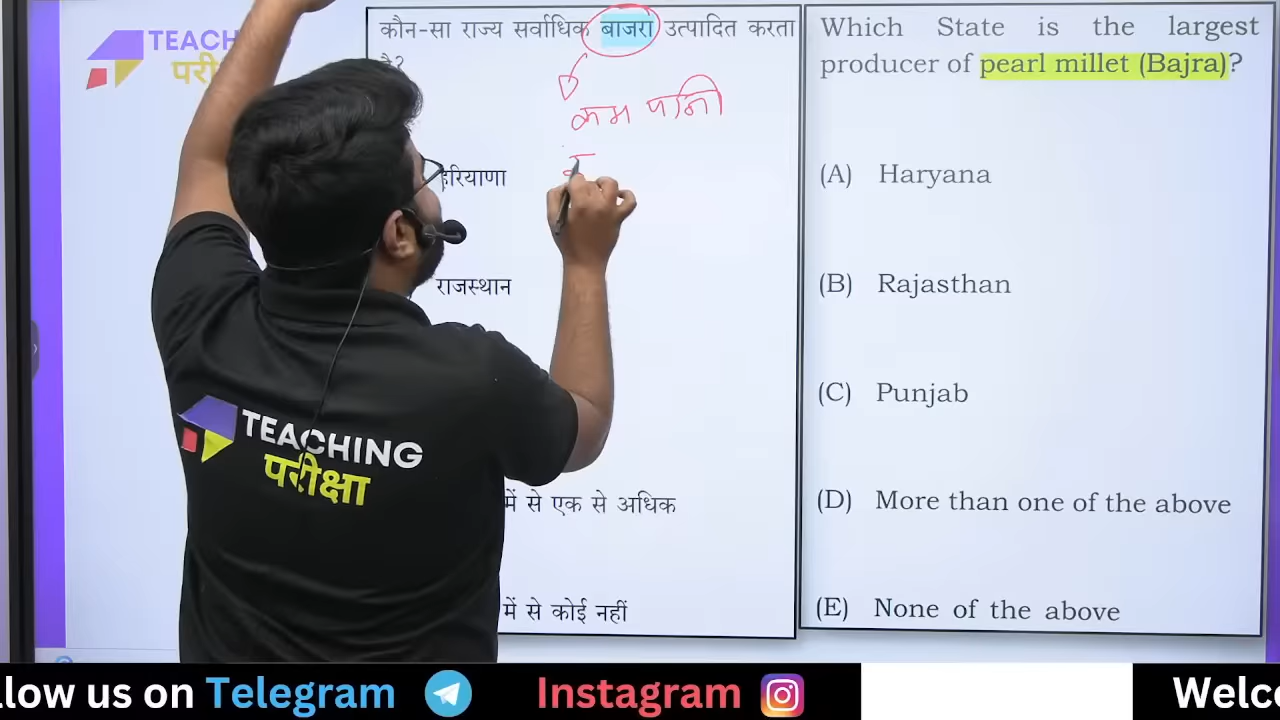 TEACHING
परीक्षा
कौन-सा राज्य सर्वाधिक बाजरा उत्पादित करता
है?
कम पानी
हरियाणा
राजस्थान
में से एक से अधिक
में से कोई नहीं
Which State is the largest
producer of pearl millet (Bajra)?
(A) Haryana
(B) Rajasthan
(C) Punjab
(D) More than one of the above
(E) None of the above
TEACHING
परीक्षा
llow us on Telegram
Instagram
Welc